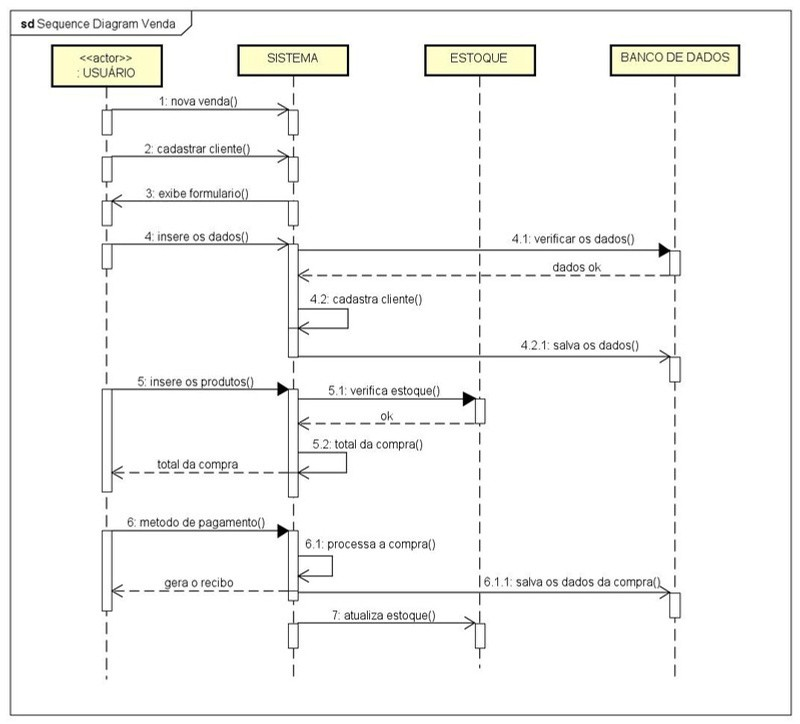 sd Sequence Diagram Venda
<<actor>>
: USUÁRIO
SISTEMA
ESTOQUE
BANCO DE DADOS
1: nova venda()
2: cadastrar cliente()
3: exibe formulario()
4: insere os dados()
4.1: verificar os dados()
dados ok
4.2: cadastra cliente()
4.2.1: salva os dados()
5: insere os produtos()
5.1: verifica estoque()
ok
5.2: total da compra()
total da compra
6: metodo de pagamento()
6.1: processa a compra()
gera o recibo
6.1.1: salva os dados da compra()
7: atualiza estoque()